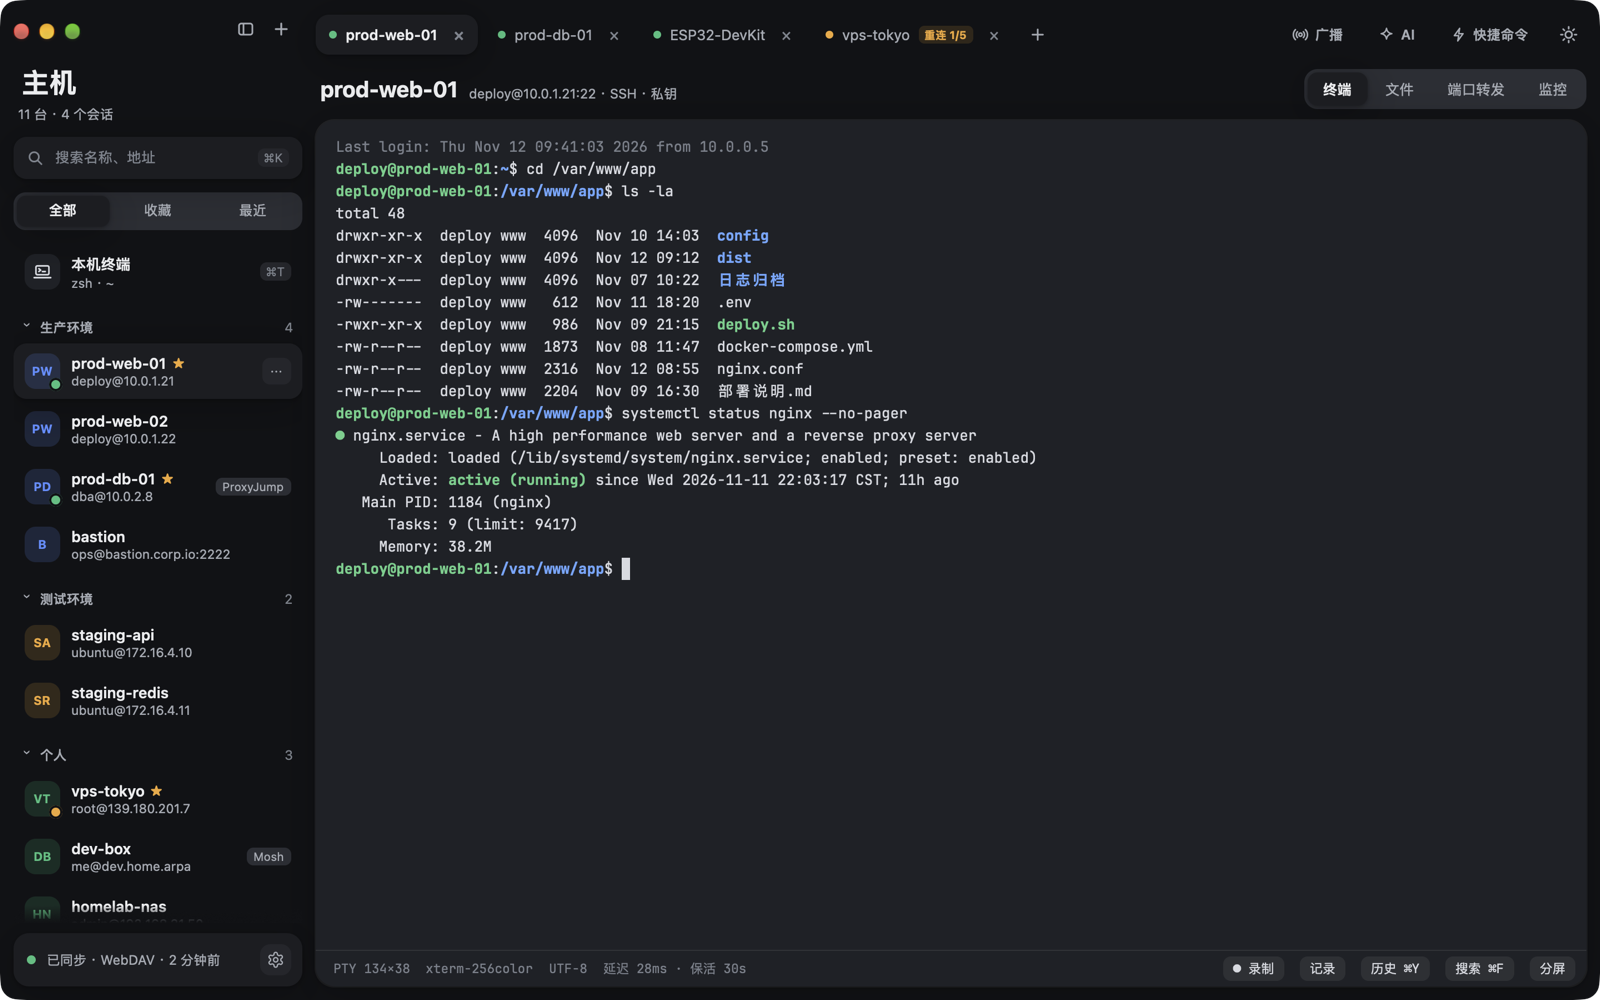 prod-web-01 ×
prod-db-01 ×
ESP32-DevKit ×
vps-tokyo 重连 1/5 ×
广播
AI
快捷命令
主机
11 台 · 4 个会话
搜索名称、地址 ⌘K
全部 收藏 最近
本机终端
zsh · ~
⌘T
生产环境 4
PW
prod-web-01
deploy@10.0.1.21
PW
prod-web-02
deploy@10.0.1.22
PD
prod-db-01
dba@10.0.2.8
ProxyJump
B
bastion
ops@bastion.corp.io:2222
测试环境 2
SA
staging-api
ubuntu@172.16.4.10
SR
staging-redis
ubuntu@172.16.4.11
个人 3
VT
vps-tokyo
root@139.180.201.7
DB
dev-box
me@dev.home.arpa
Mosh
HN
homelab-nas
已同步 · WebDAV · 2 分钟前
prod-web-01 deploy@10.0.1.21:22 · SSH · 私钥
终端 文件 端口转发 监控
Last login: Thu Nov 12 09:41:03 2026 from 10.0.0.5
deploy@prod-web-01:~$ cd /var/www/app
deploy@prod-web-01:/var/www/app$ ls -la
total 48
drwxr-xr-x  deploy www  4096  Nov 10 14:03  config
drwxr-xr-x  deploy www  4096  Nov 12 09:12  dist
drwxr-x---  deploy www  4096  Nov 07 10:22  日志归档
-rw-------  deploy www   612  Nov 11 18:20  .env
-rwxr-xr-x  deploy www   986  Nov 09 21:15  deploy.sh
-rw-r--r--  deploy www  1873  Nov 08 11:47  docker-compose.yml
-rw-r--r--  deploy www  2316  Nov 12 08:55  nginx.conf
-rw-r--r--  deploy www  2204  Nov 09 16:30  部署说明.md
deploy@prod-web-01:/var/www/app$ systemctl status nginx --no-pager
● nginx.service - A high performance web server and a reverse proxy server
Loaded: loaded (/lib/systemd/system/nginx.service; enabled; preset: enabled)
Active: active (running) since Wed 2026-11-11 22:03:17 CST; 11h ago
Main PID: 1184 (nginx)
Tasks: 9 (limit: 9417)
Memory: 38.2M
deploy@prod-web-01:/var/www/app$
PTY 134×38 xterm-256color UTF-8 延迟 28ms · 保活 30s
录制 记录 历史 ⌘Y 搜索 ⌘F 分屏